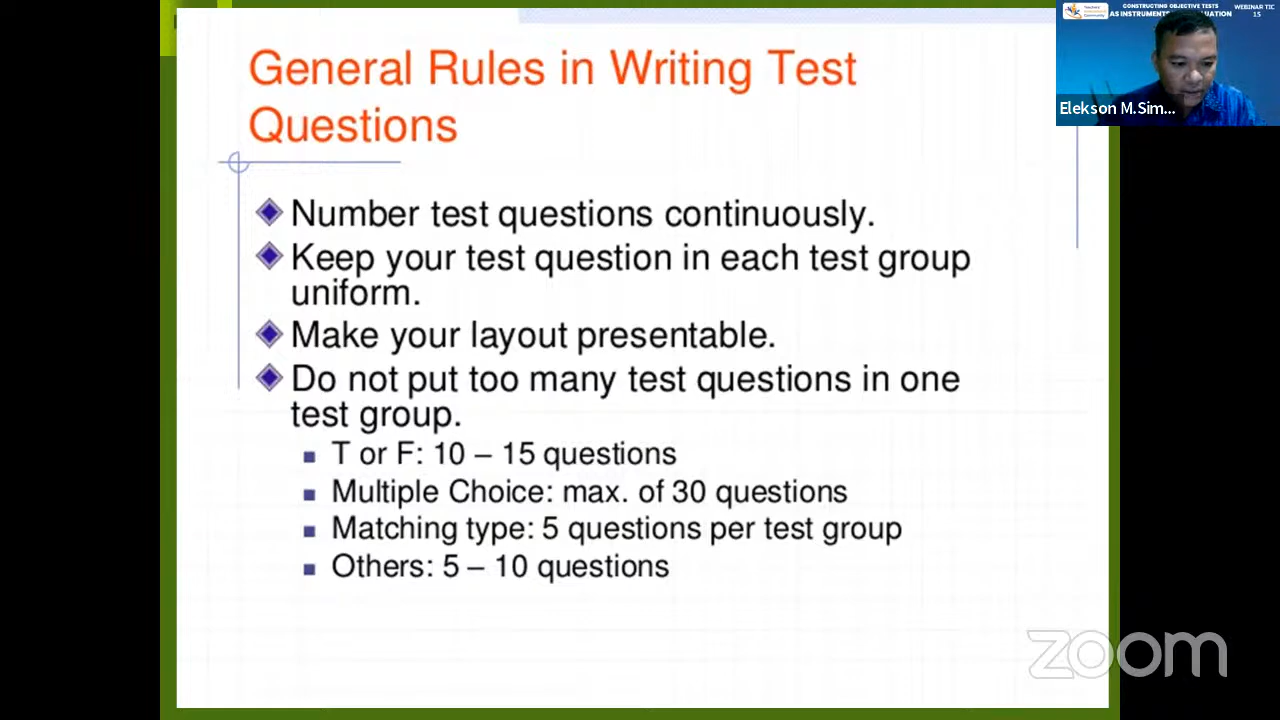 General Rules in Writing Test
Questions
Number test questions continuously.
Keep your test question in each test group
uniform.
Make your layout presentable.
Do not put too many test questions in one
test group.
T or F: 10 – 15 questions
Multiple Choice: max. of 30 questions
Matching type: 5 questions per test group
Others: 5 – 10 questions
CONSTRUCTING OBJECTIVE TESTS
AS INSTRUMENTS
WEBINAR TIC
15
Elekson M.Sim...
zoom